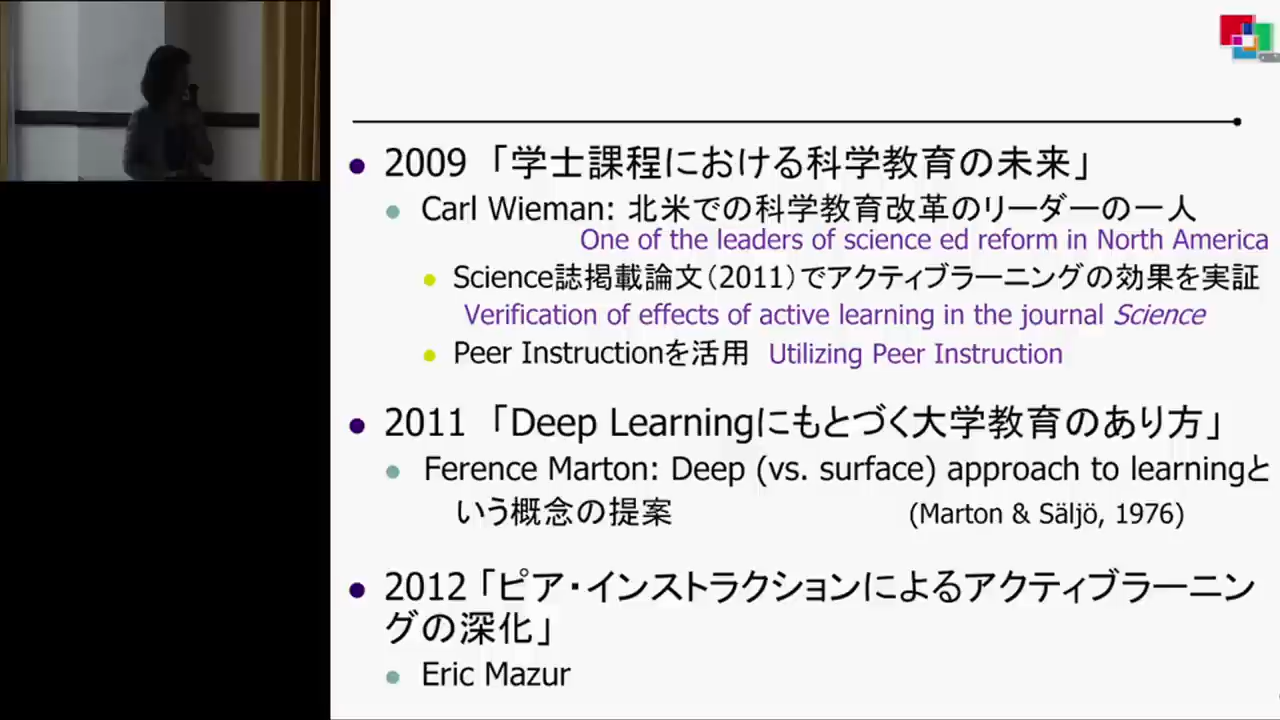 2009 「学士課程における科学教育の未来」
Carl Wieman: 北米での科学教育改革のリーダーの一人
One of the leaders of science ed reform in North America
Science誌掲載論文（2011）でアクティブラーニングの効果を実証
Verification of effects of active learning in the journal Science
Peer Instructionを活用 Utilizing Peer Instruction
2011 「Deep Learningにもとづく大学教育のあり方」
Ference Marton: Deep (vs. surface) approach to learningと
いう概念の提案 (Marton & Säljö, 1976)
2012 「ピア・インストラクションによるアクティブラーニン
グの深化」
Eric Mazur